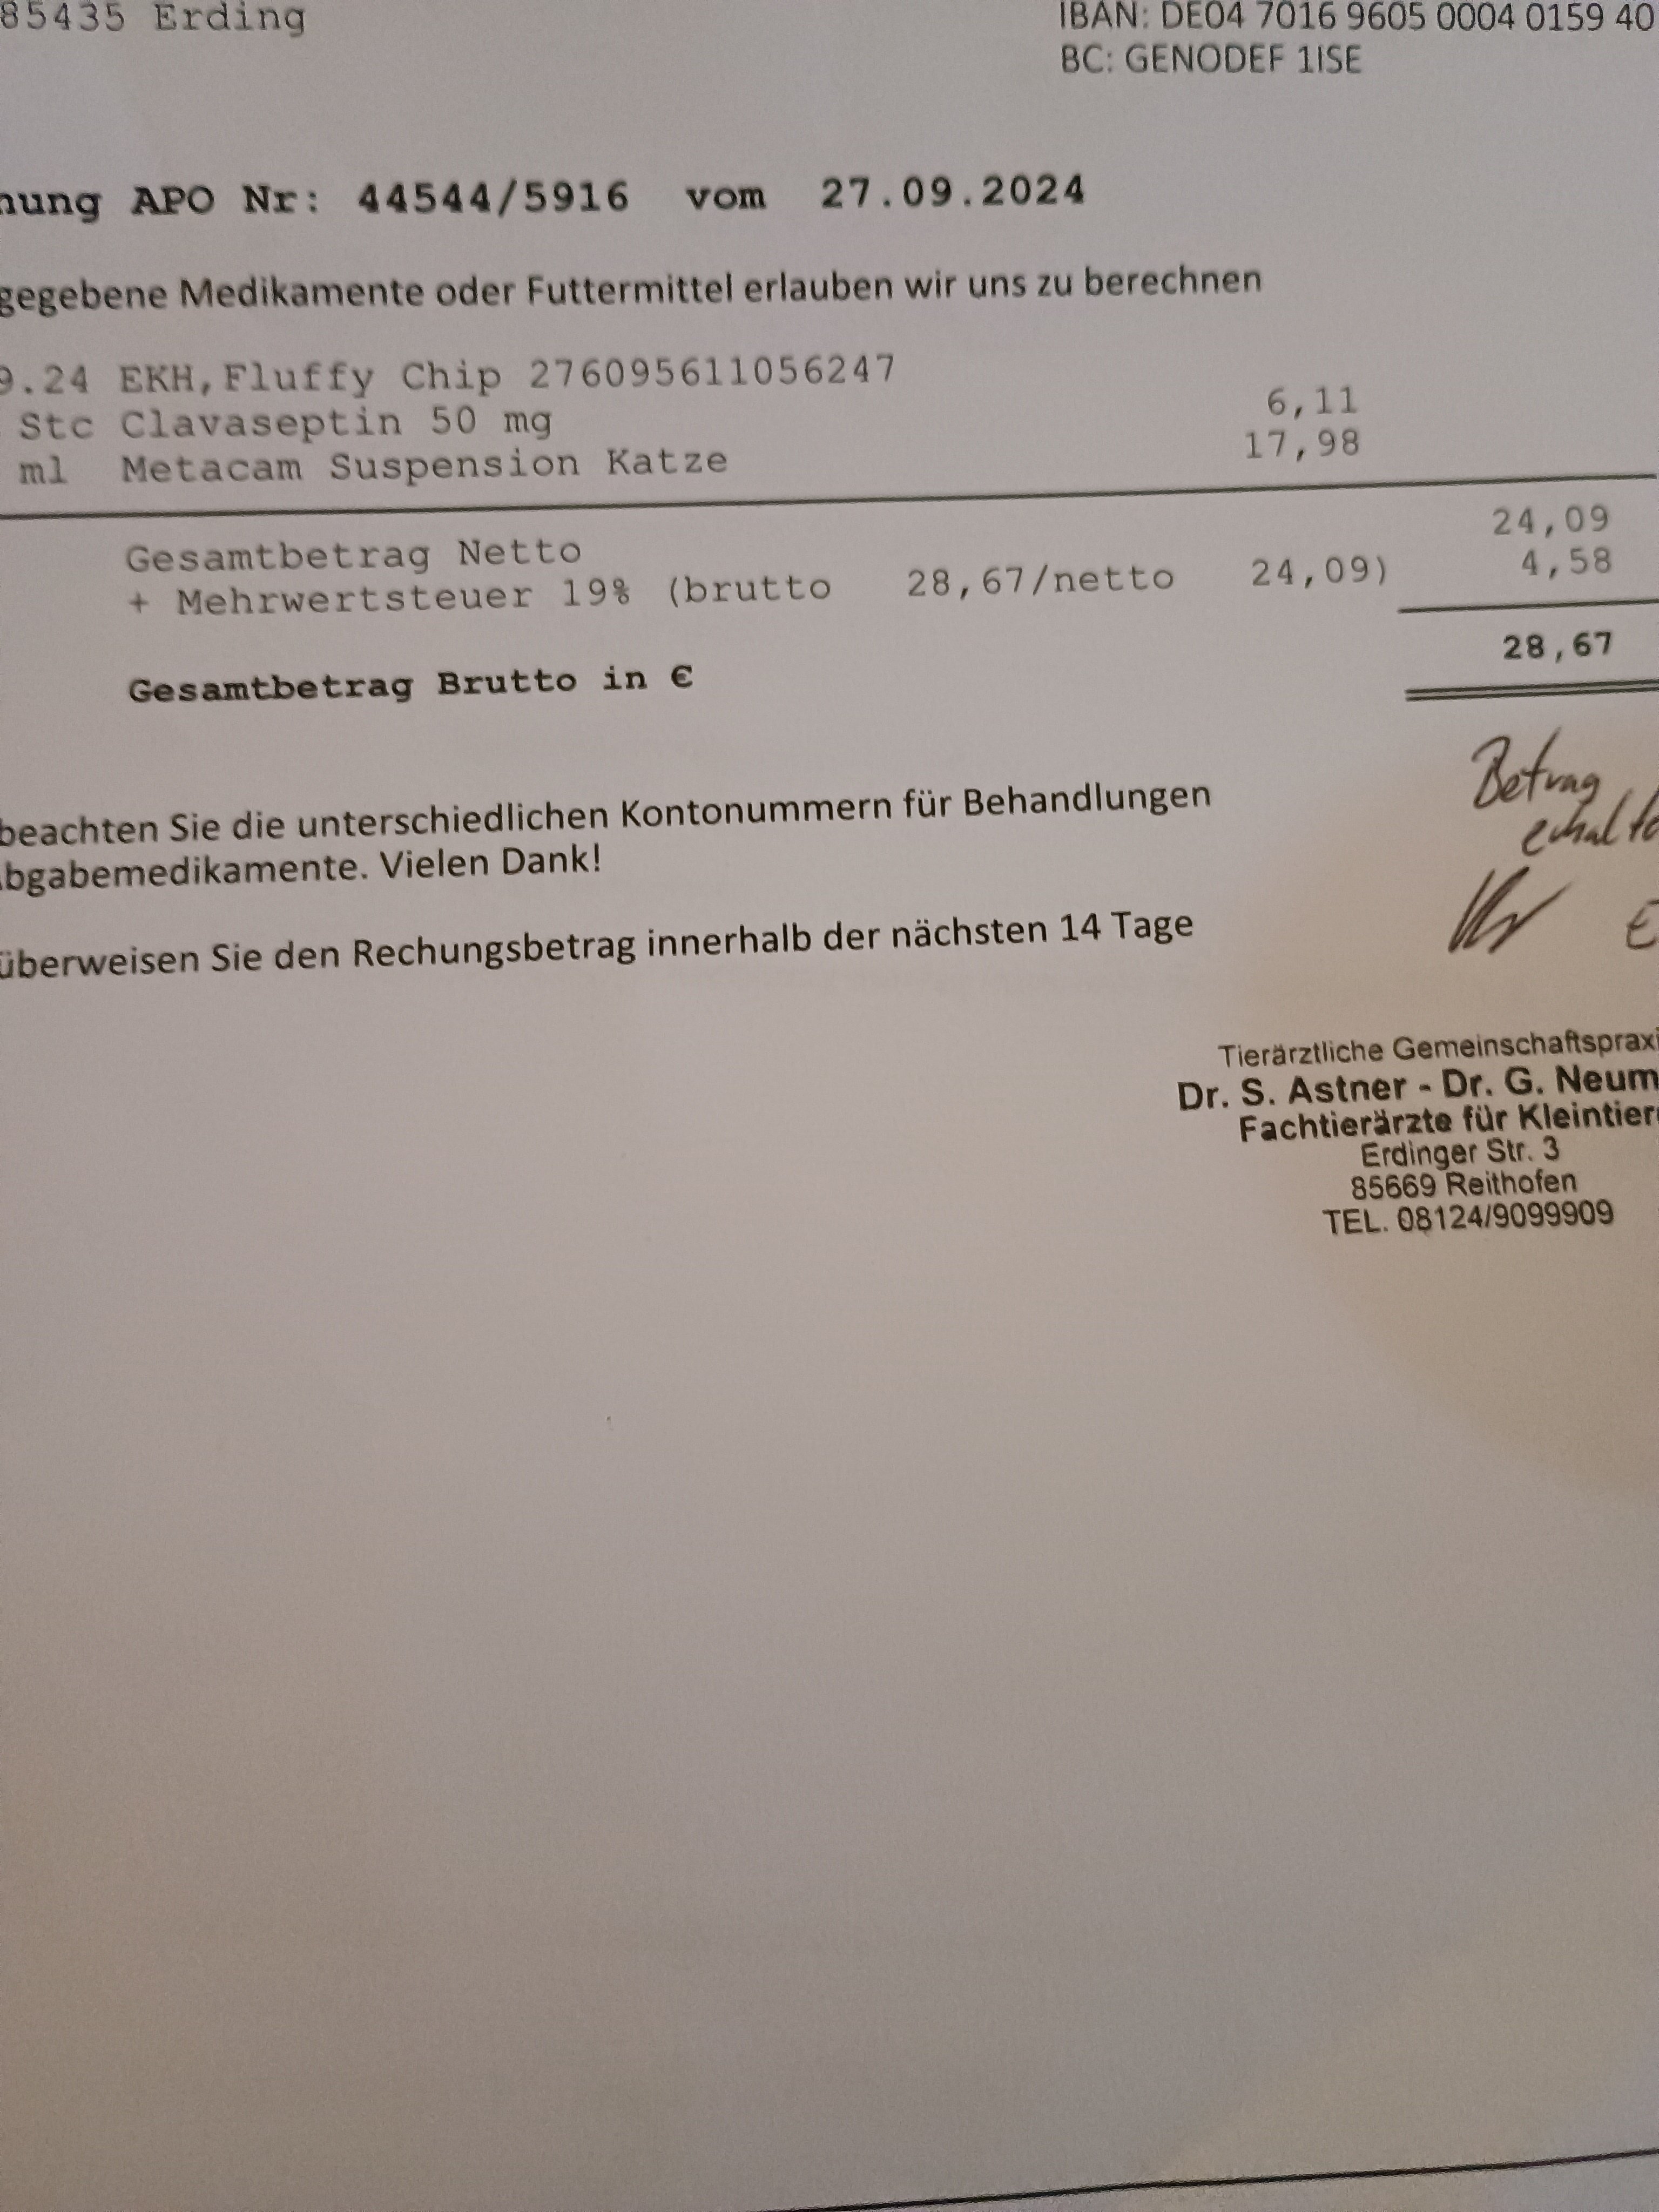 85435 Erding
IBAN: DE04 7016 9605 0004 0159 40
BC: GENODEF 1ISE
nung APO Nr: 44544/5916 vom 27.09.2024
gegebene Medikamente oder Futtermittel erlauben wir uns zu berechnen
9.24 EKH,Fluffy Chip 276095611056247
Stc Clavaseptin 50 mg 6,11
ml Metacam Suspension Katze 17,98
Gesamtbetrag Netto 24,09
+ Mehrwertsteuer 19% (brutto 28,67/netto 24,09) 4,58
Gesamtbetrag Brutto in € 28,67
Betrag
erhalte
beachten Sie die unterschiedlichen Kontonummern für Behandlungen
Abgabemedikamente. Vielen Dank!
überweisen Sie den Rechungsbetrag innerhalb der nächsten 14 Tage
Tierärztliche Gemeinschaftspraxi
Dr. S. Astner - Dr. G. Neum
Fachtierärzte für Kleintier
Erdinger Str. 3
85669 Reithofen
TEL. 08124/9099909